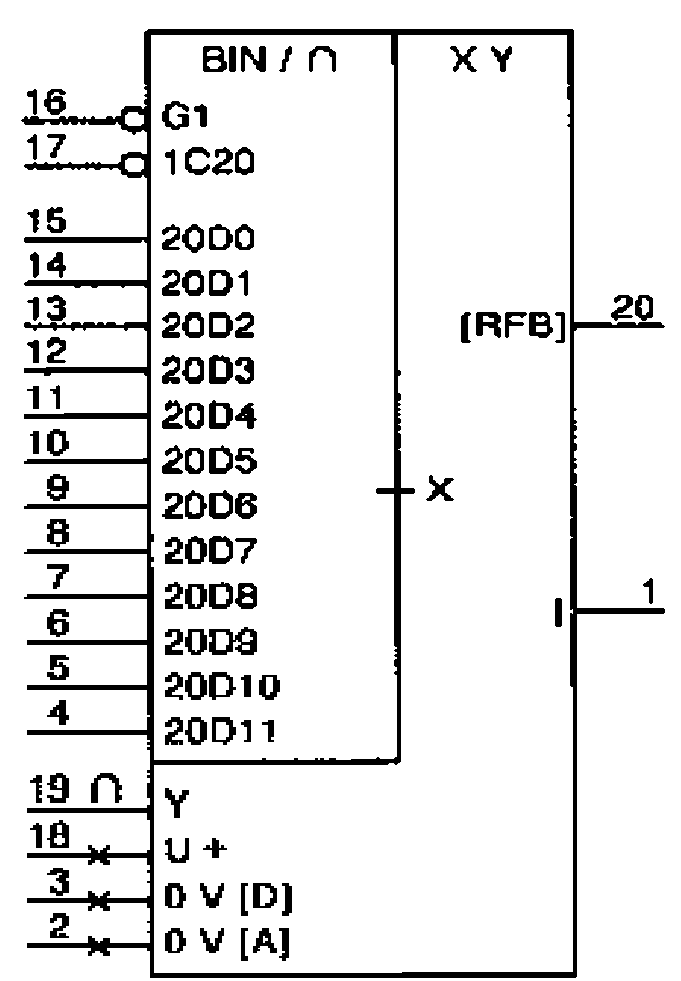 BIN / ∩ X Y
16 G1
17 1C20
15 20D0
14 20D1
13 20D2 [RFB] 20
12 20D3
11 20D4
10 20D5
9 20D6 X
8 20D7
7 20D8 I 1
6 20D9
5 20D10
4 20D11
19 ∩ Y
18 U +
3 0 V [D]
2 0 V [A]